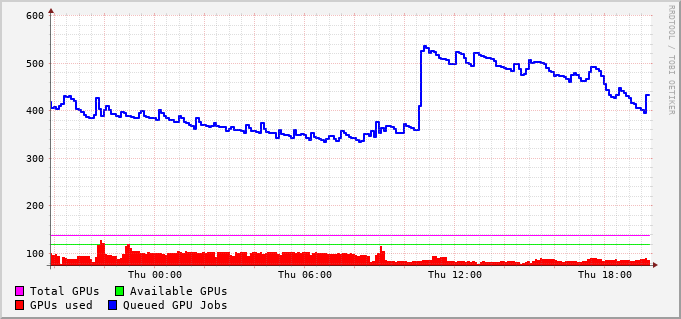 600
500
400
300
200
100
Thu 00:00 Thu 06:00 Thu 12:00 Thu 18:00
Total GPUs Available GPUs
GPUs used Queued GPU Jobs
RRDTOOL / TOBI OETIKER